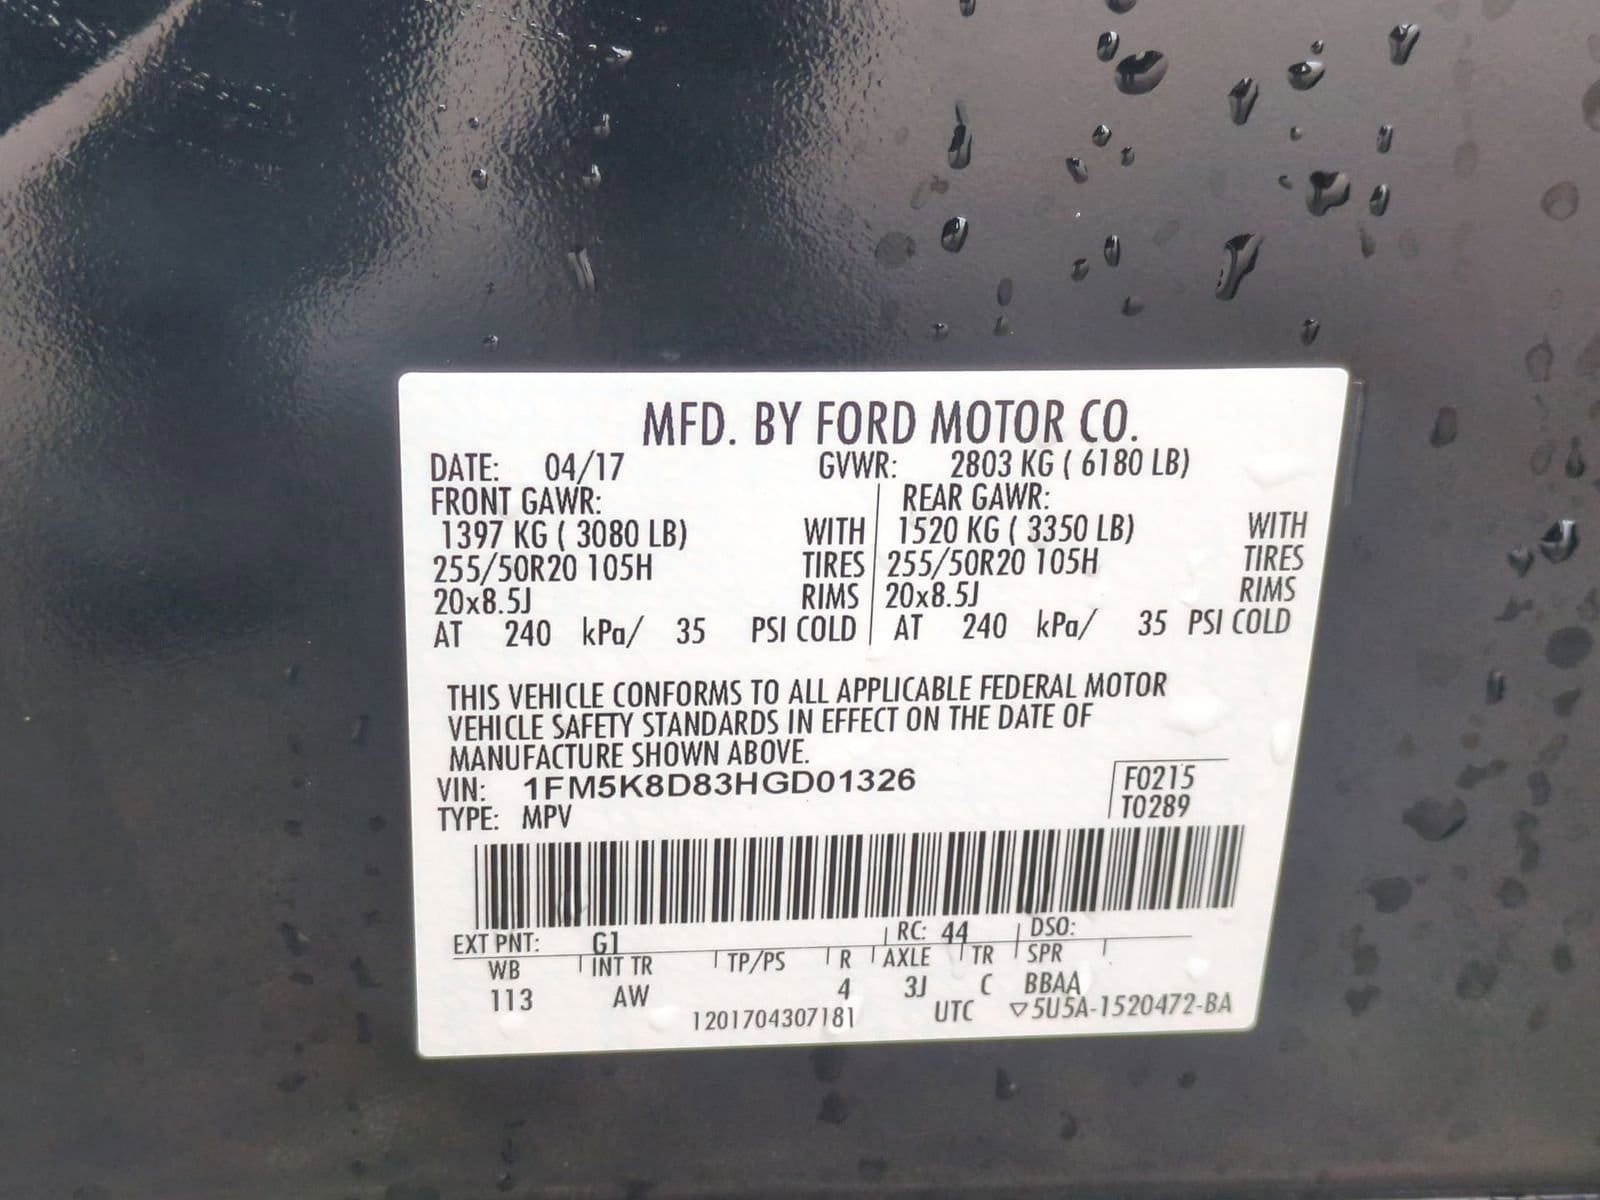 MFD. BY FORD MOTOR CO.
DATE: 04/17 GVWR: 2803 KG ( 6180 LB)
FRONT GAWR: REAR GAWR:
1397 KG ( 3080 LB) WITH 1520 KG ( 3350 LB) WITH
255/50R20 105H TIRES 255/50R20 105H TIRES
20x8.5J RIMS 20x8.5J RIMS
AT 240 kPa/ 35 PSI COLD AT 240 kPa/ 35 PSI COLD
THIS VEHICLE CONFORMS TO ALL APPLICABLE FEDERAL MOTOR
VEHICLE SAFETY STANDARDS IN EFFECT ON THE DATE OF
MANUFACTURE SHOWN ABOVE.
VIN: 1FM5K8D83HGD01326 F0215
TYPE: MPV T0289
EXT PNT: G1 RC: 44 DSO:
WB INT TR TP/PS R AXLE TR SPR
113 AW 4 3J C BBAA
1201704307181 UTC ▽5U5A-1520472-BA